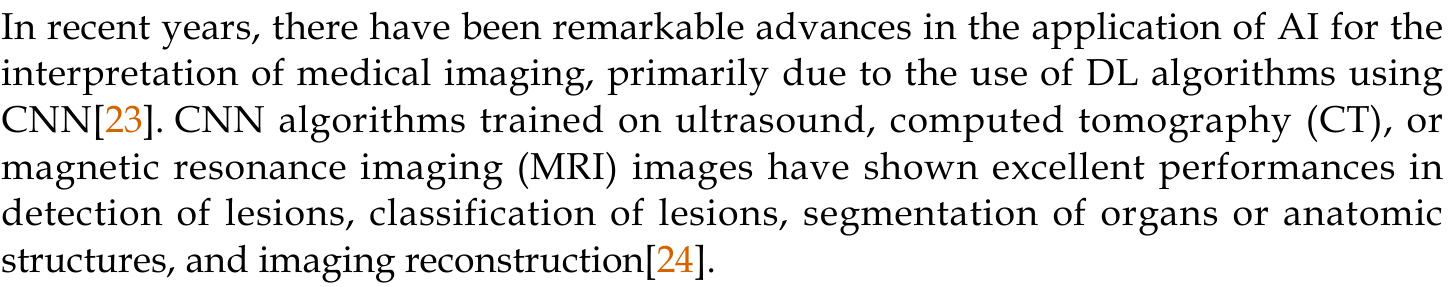 In recent years, there have been remarkable advances in the application of AI for the
interpretation of medical imaging, primarily due to the use of DL algorithms using
CNN[23]. CNN algorithms trained on ultrasound, computed tomography (CT), or
magnetic resonance imaging (MRI) images have shown excellent performances in
detection of lesions, classification of lesions, segmentation of organs or anatomic
structures, and imaging reconstruction[24].